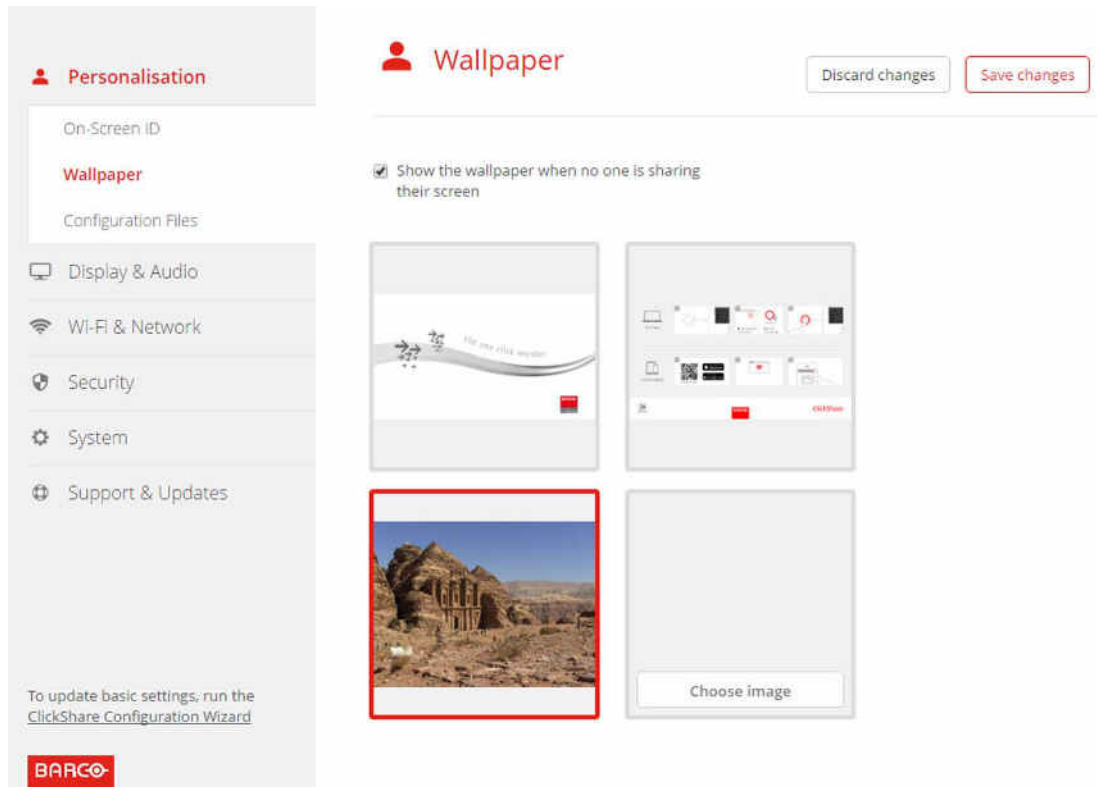 Personalisation
On-Screen ID
Wallpaper
Configuration Files
Display & Audio
Wi-Fi & Network
Security
System
Support & Updates
To update basic settings, run the
ClickShare Configuration Wizard
BARCO
Wallpaper
Discard changes
Save changes
Show the wallpaper when no one is sharing
their screen
ClickShare
Choose image